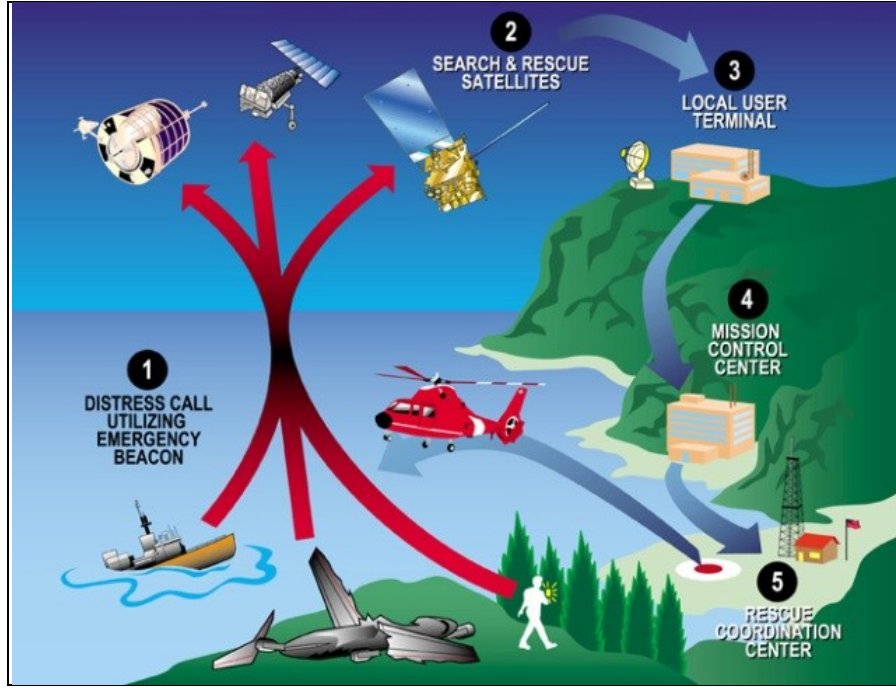 1
DISTRESS CALL
UTILIZING
EMERGENCY
BEACON
2
SEARCH & RESCUE
SATELLITES
3
LOCAL USER
TERMINAL
4
MISSION
CONTROL
CENTER
5
RESCUE
COORDINATION
CENTER